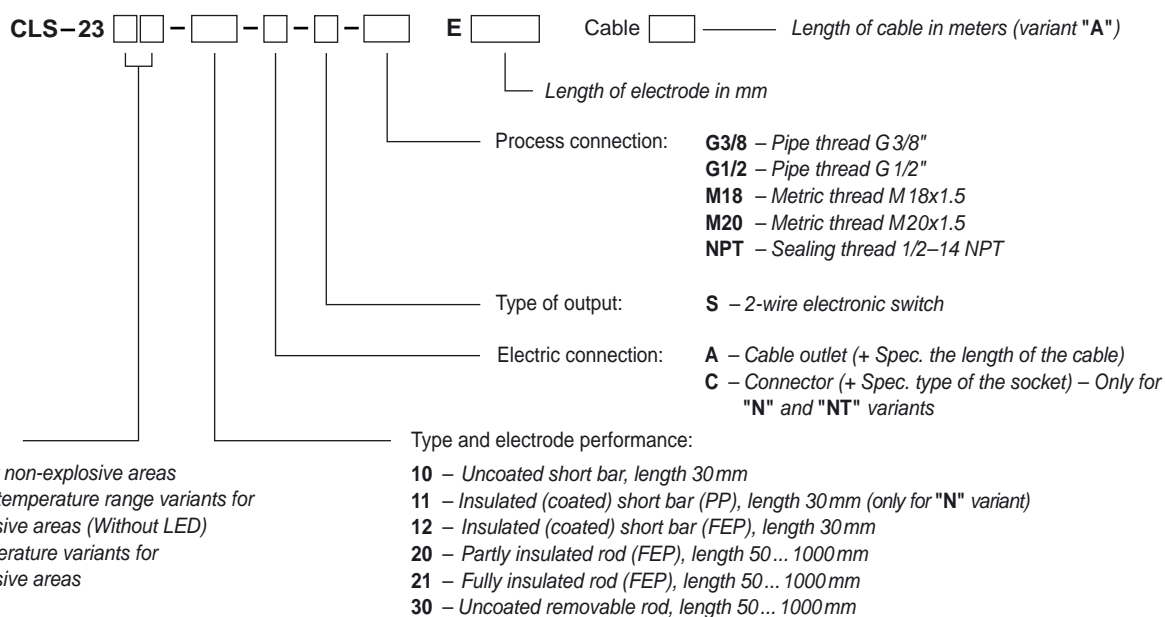 CLS–23 – – – – E Cable Length of cable in meters (variant "A")
Length of electrode in mm
Process connection: G3/8 – Pipe thread G 3/8"
G1/2 – Pipe thread G 1/2"
M18 – Metric thread M 18x1.5
M20 – Metric thread M 20x1.5
NPT – Sealing thread 1/2–14 NPT
Type of output: S – 2-wire electronic switch
Electric connection: A – Cable outlet (+ Spec. the length of the cable)
C – Connector (+ Spec. type of the socket) – Only for
"N" and "NT" variants
Type and electrode performance:
non-explosive areas
temperature range variants for
sive areas (Without LED)
erature variants for
sive areas
10 – Uncoated short bar, length 30 mm
11 – Insulated (coated) short bar (PP), length 30 mm (only for "N" variant)
12 – Insulated (coated) short bar (FEP), length 30 mm
20 – Partly insulated rod (FEP), length 50 ... 1000 mm
21 – Fully insulated rod (FEP), length 50 ... 1000 mm
30 – Uncoated removable rod, length 50 ... 1000 mm